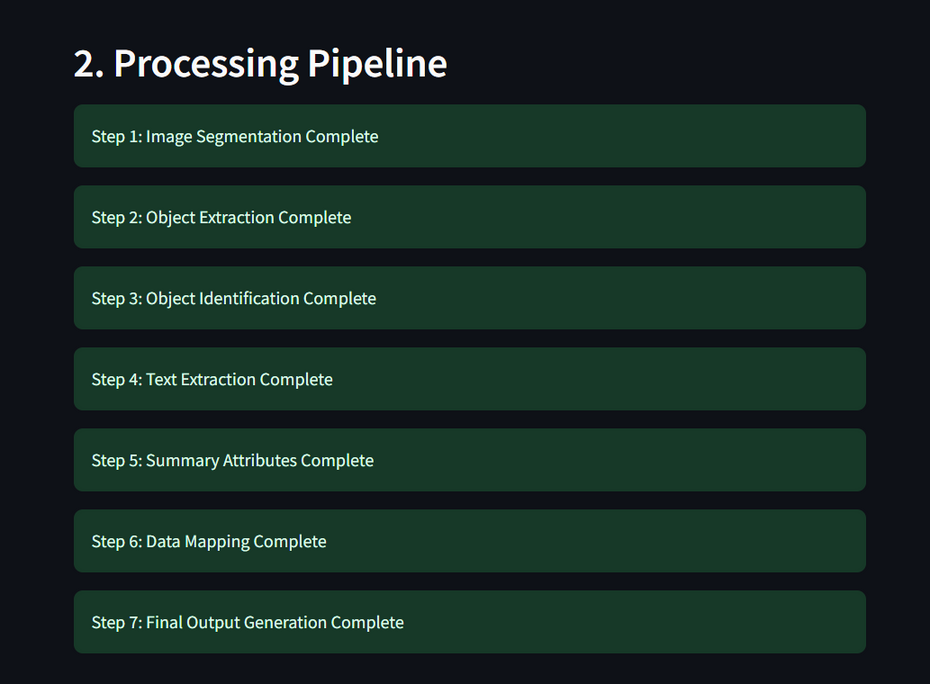 2. Processing Pipeline
Step 1: Image Segmentation Complete
Step 2: Object Extraction Complete
Step 3: Object Identification Complete
Step 4: Text Extraction Complete
Step 5: Summary Attributes Complete
Step 6: Data Mapping Complete
Step 7: Final Output Generation Complete